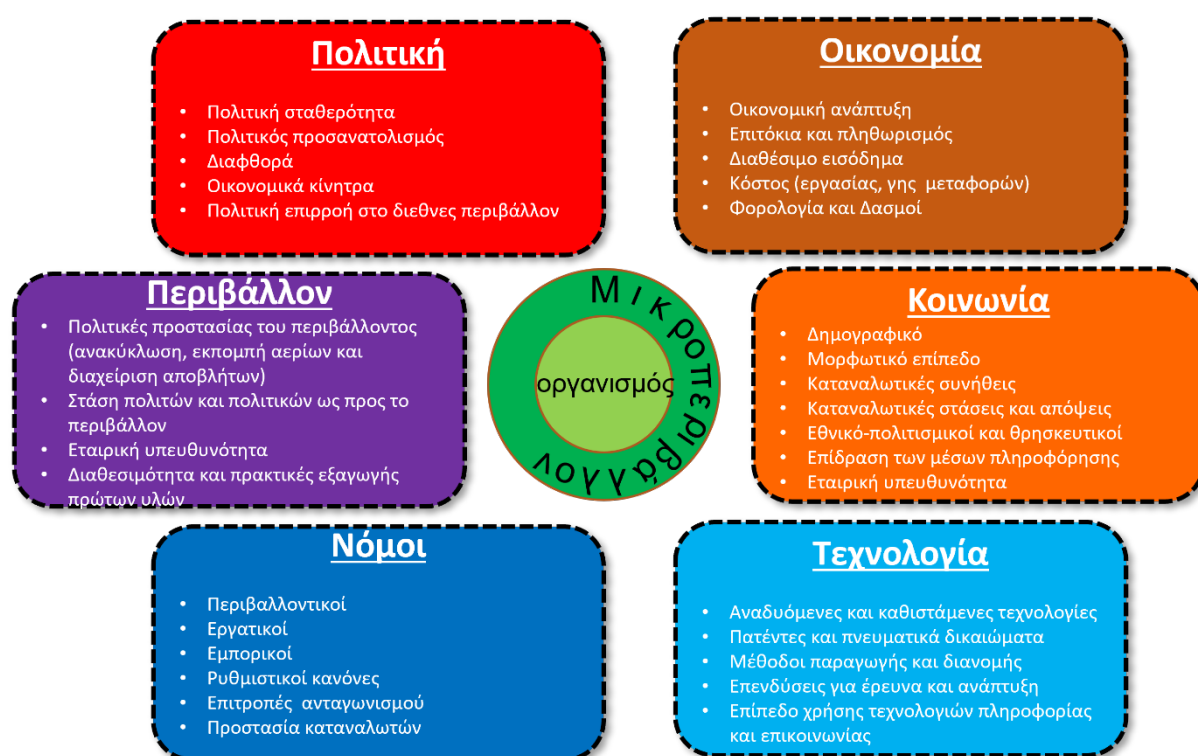 Πολιτική
• Πολιτική σταθερότητα
• Πολιτικός προσανατολισμός
• Διαφθορά
• Οικονομικά κίνητρα
• Πολιτική επιρροή στο διεθνες περιβάλλον
Οικονομία
• Οικονομική ανάπτυξη
• Επιτόκια και πληθωρισμός
• Διαθέσιμο εισόδημα
• Κόστος (εργασίας, γης μεταφορών)
• Φορολογία και Δασμοί
Περιβάλλον
• Πολιτικές προστασίας του περιβάλλοντος
(ανακύκλωση, εκπομπή αερίων και
διαχείριση αποβλήτων)
• Στάση πολιτών και πολιτικών ως προς το
περιβάλλον
• Εταιρική υπευθυνότητα
• Διαθεσιμότητα και πρακτικές εξαγωγής
πρώτων υλών
Μικροπεριβάλλον
οργανισμός
Κοινωνία
• Δημογραφικό
• Μορφωτικό επίπεδο
• Καταναλωτικές συνήθεις
• Καταναλωτικές στάσεις και απόψεις
• Εθνικό-πολιτισμικοί και θρησκευτικοί
• Επίδραση των μέσων πληροφόρησης
• Εταιρική υπευθυνότητα
Νόμοι
• Περιβαλλοντικοί
• Εργατικοί
• Εμπορικοί
• Ρυθμιστικοί κανόνες
• Επιτροπές ανταγωνισμού
• Προστασία καταναλωτών
Τεχνολογία
• Αναδυόμενες και καθιστάμενες τεχνολογίες
• Πατέντες και πνευματικά δικαιώματα
• Μέθοδοι παραγωγής και διανομής
• Επενδύσεις για έρευνα και ανάπτυξη
• Επίπεδο χρήσης τεχνολογιών πληροφορίας
και επικοινωνίας